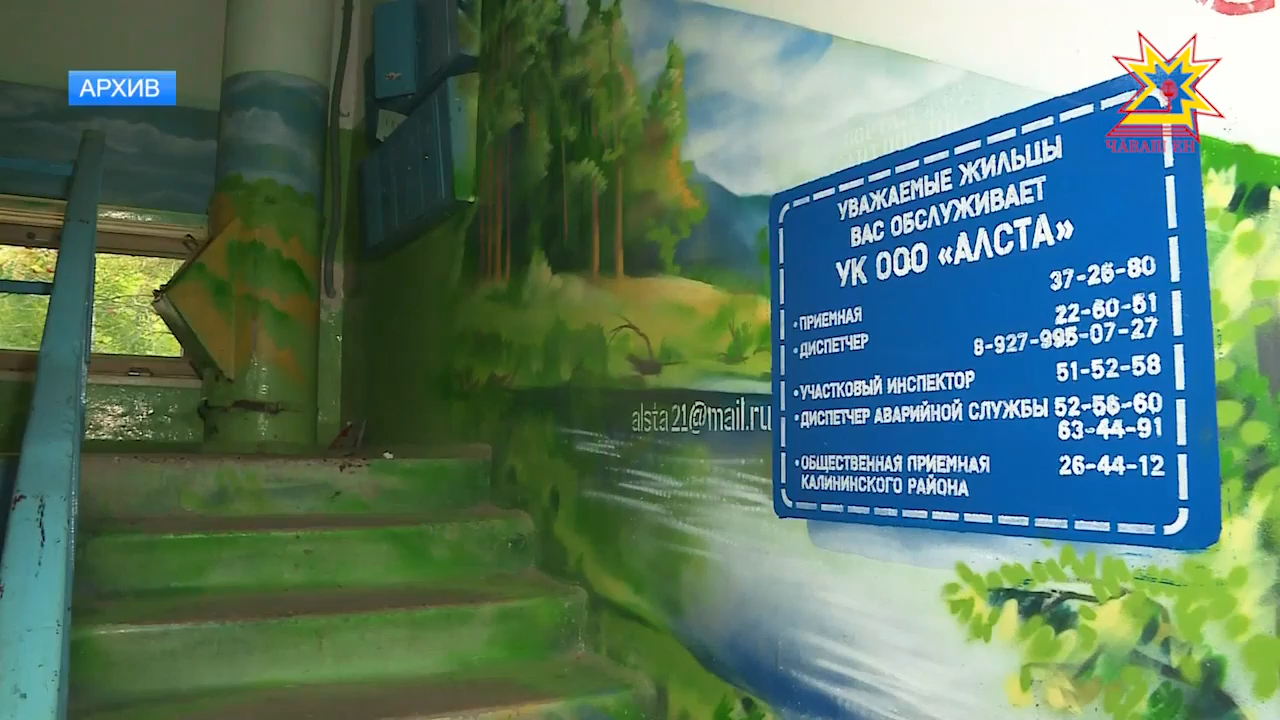 АРХИВ
ЧĂВАШ ЕН
УВАЖАЕМЫЕ ЖИЛЬЦЫ
ВАС ОБСЛУЖИВАЕТ
УК ООО «АЛСТА»
37-26-80
• ПРИЕМНАЯ 22-60-51
• ДИСПЕТЧЕР 8-927-995-07-27
• УЧАСТКОВЫЙ ИНСПЕКТОР 51-52-58
• ДИСПЕТЧЕР АВАРИЙНОЙ СЛУЖБЫ 52-56-60
63-44-91
• ОБЩЕСТВЕННАЯ ПРИЕМНАЯ 26-44-12
КАЛИНИНСКОГО РАЙОНА
alsta21@mail.ru